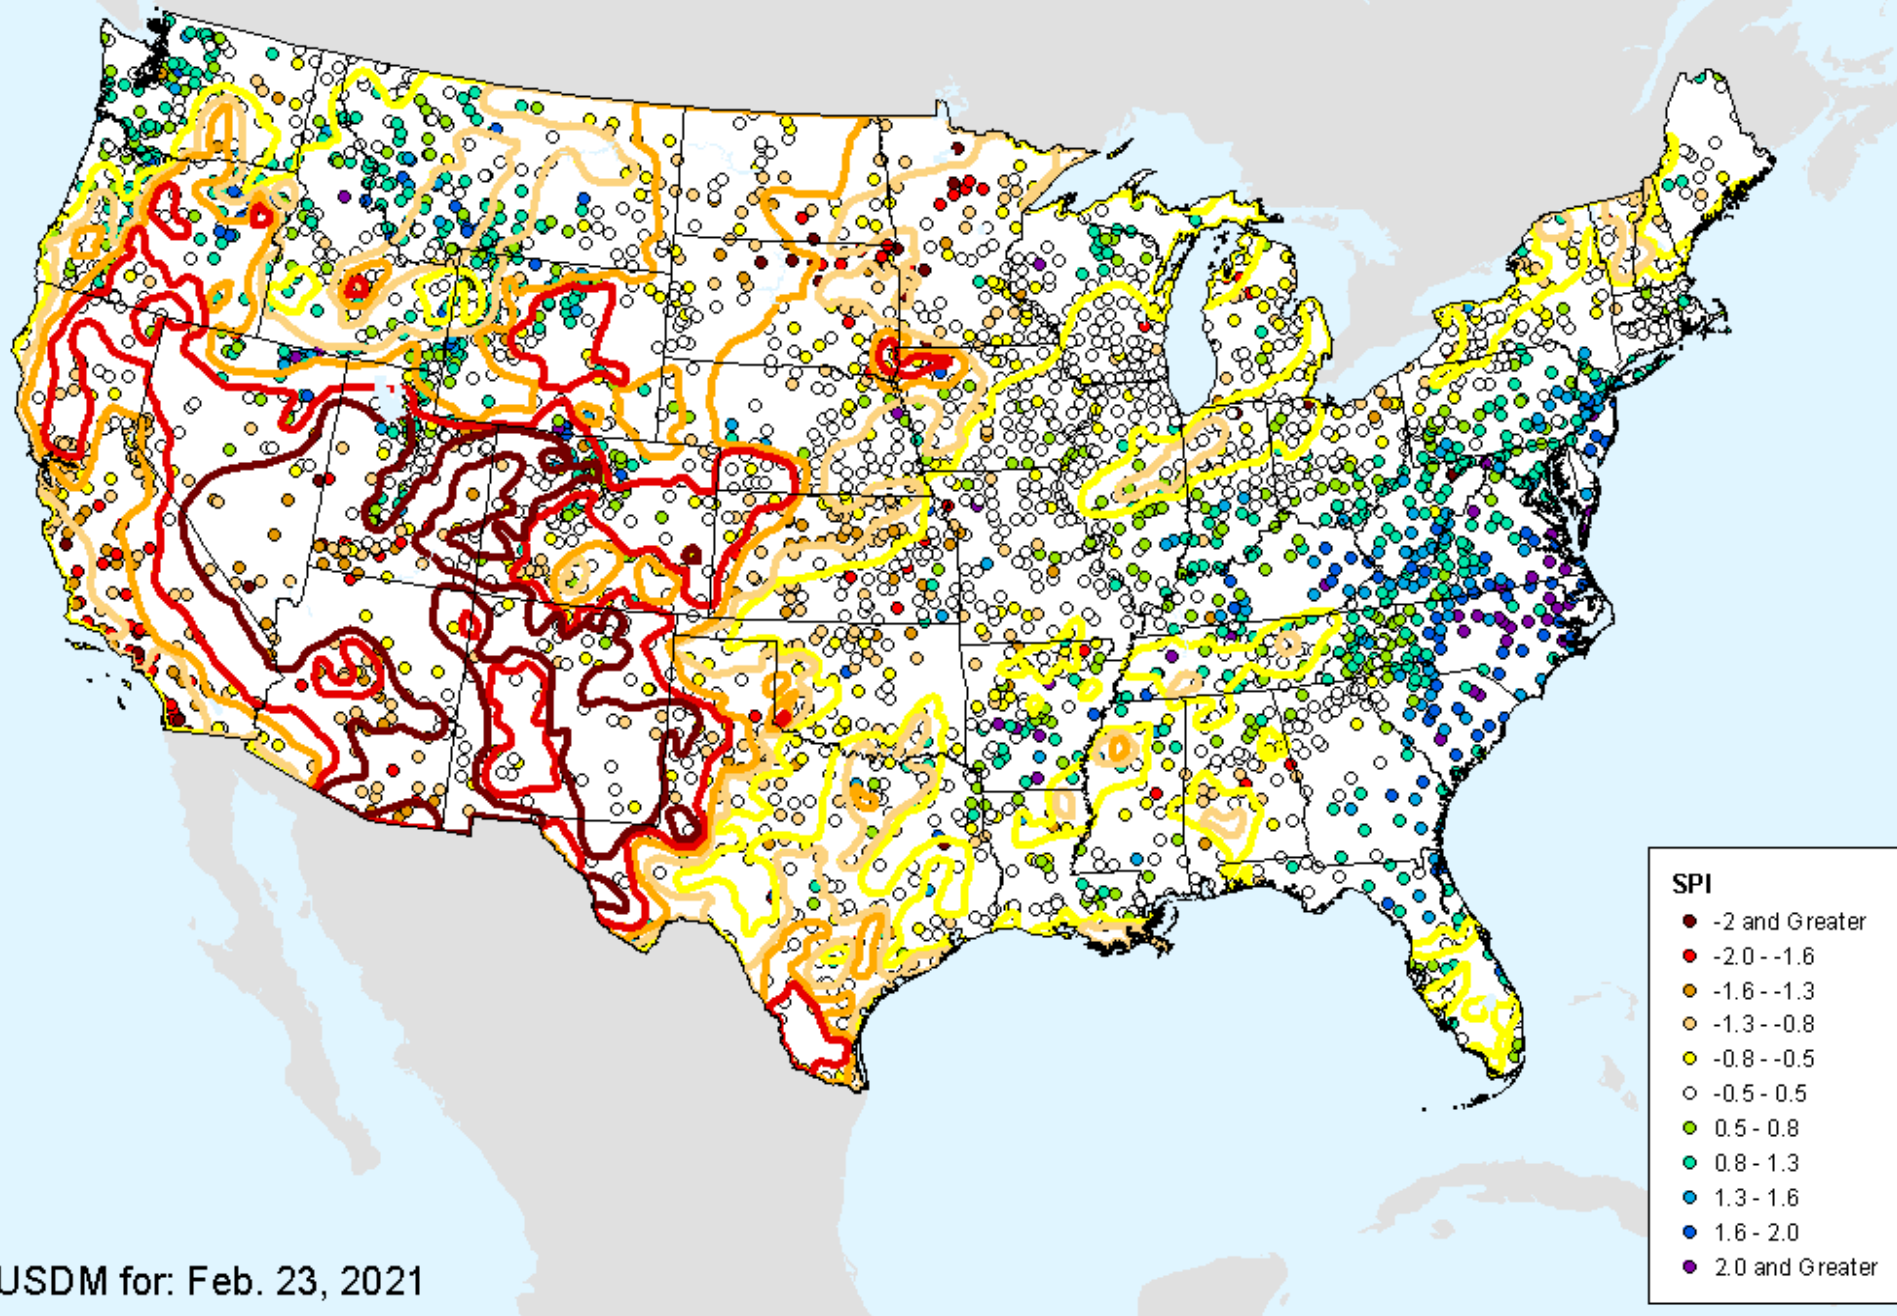 SPI
-2 and Greater
-2.0 - -1.6
-1.6 - -1.3
-1.3 - -0.8
-0.8 - -0.5
-0.5 - 0.5
0.5 - 0.8
0.8 - 1.3
1.3 - 1.6
1.6 - 2.0
2.0 and Greater
USDM for: Feb. 23, 2021